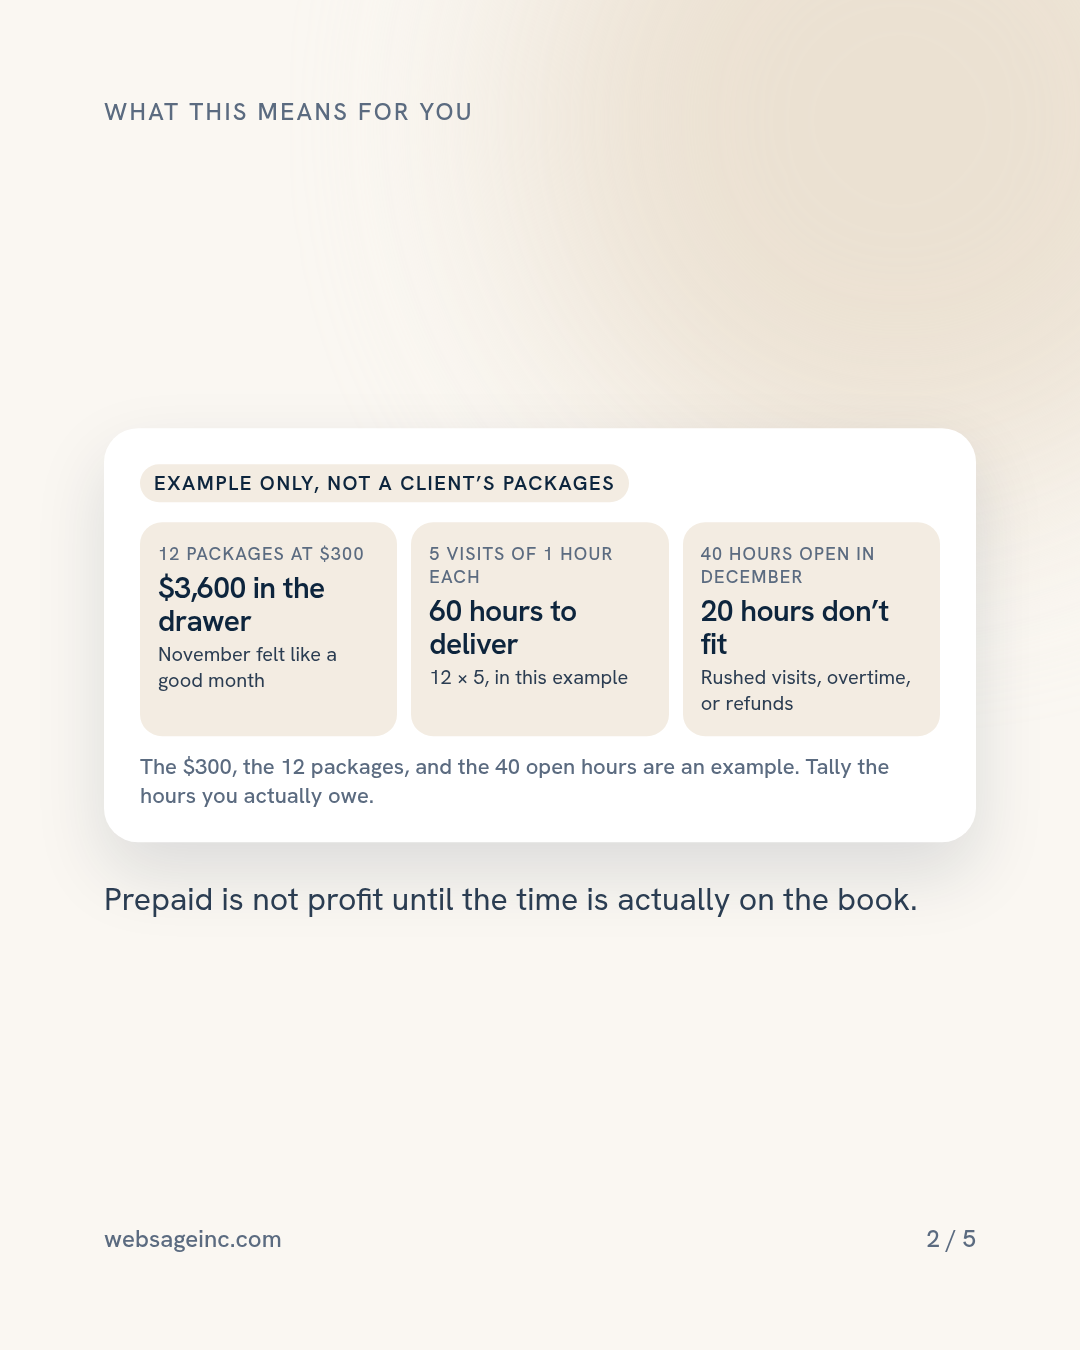 WHAT THIS MEANS FOR YOU
EXAMPLE ONLY, NOT A CLIENT’S PACKAGES
12 PACKAGES AT $300
$3,600 in the
drawer
November felt like a
good month
5 VISITS OF 1 HOUR
EACH
60 hours to
deliver
12 × 5, in this example
40 HOURS OPEN IN
DECEMBER
20 hours don’t
fit
Rushed visits, overtime,
or refunds
The $300, the 12 packages, and the 40 open hours are an example. Tally the
hours you actually owe.
Prepaid is not profit until the time is actually on the book.
websageinc.com
2 / 5